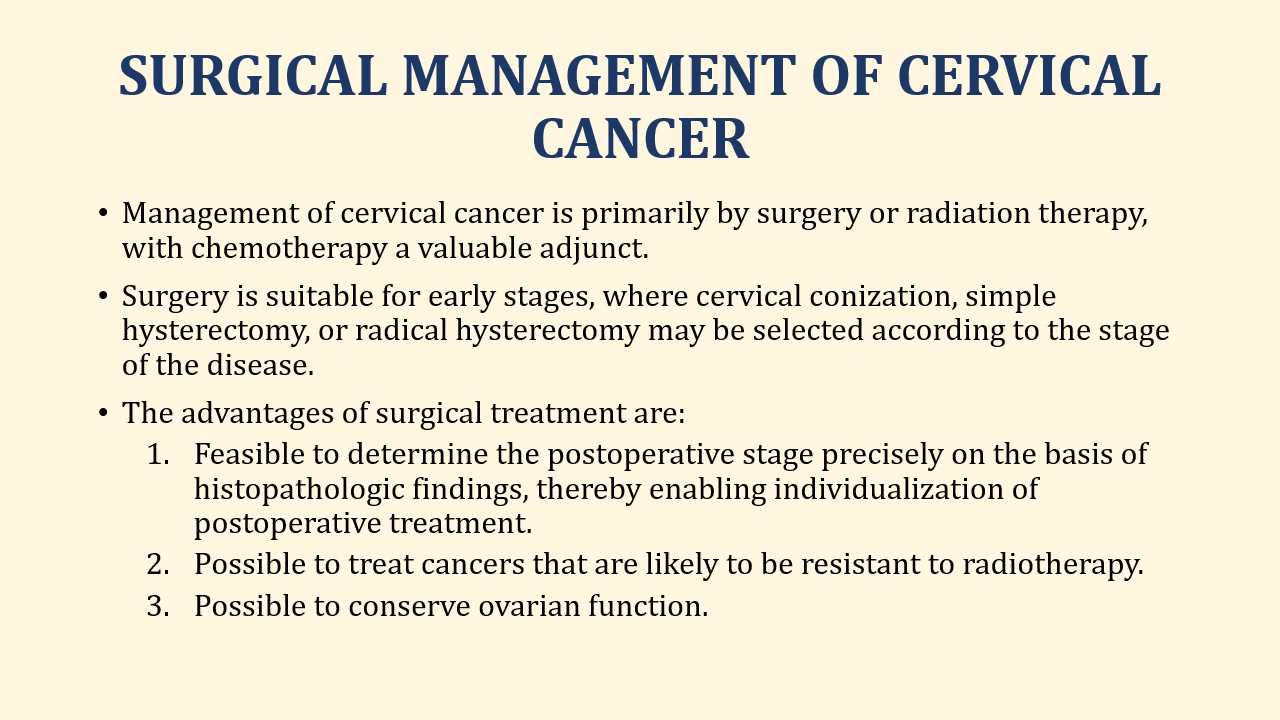 SURGICAL MANAGEMENT OF CERVICAL
CANCER
• Management of cervical cancer is primarily by surgery or radiation therapy,
with chemotherapy a valuable adjunct.
• Surgery is suitable for early stages, where cervical conization, simple
hysterectomy, or radical hysterectomy may be selected according to the stage
of the disease.
• The advantages of surgical treatment are:
1. Feasible to determine the postoperative stage precisely on the basis of
histopathologic findings, thereby enabling individualization of
postoperative treatment.
2. Possible to treat cancers that are likely to be resistant to radiotherapy.
3. Possible to conserve ovarian function.